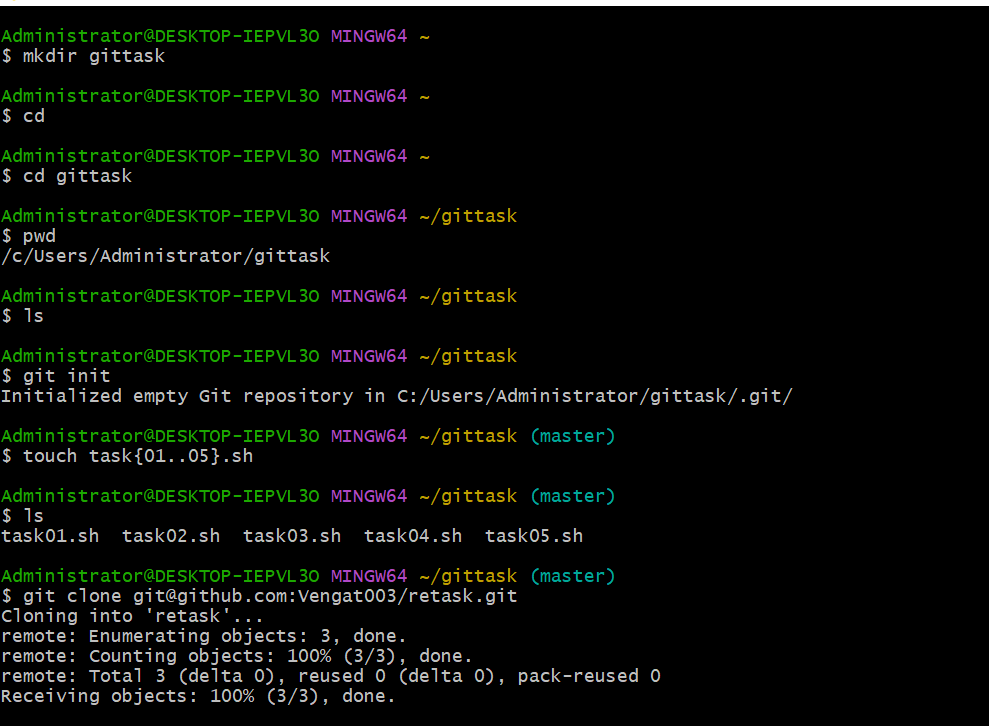 Administrator@DESKTOP-IEPVL3O MINGW64 ~
$ mkdir gittask
Administrator@DESKTOP-IEPVL3O MINGW64 ~
$ cd
Administrator@DESKTOP-IEPVL3O MINGW64 ~
$ cd gittask
Administrator@DESKTOP-IEPVL3O MINGW64 ~/gittask
$ pwd
/c/Users/Administrator/gittask
Administrator@DESKTOP-IEPVL3O MINGW64 ~/gittask
$ ls
Administrator@DESKTOP-IEPVL3O MINGW64 ~/gittask
$ git init
Initialized empty Git repository in C:/Users/Administrator/gittask/.git/
Administrator@DESKTOP-IEPVL3O MINGW64 ~/gittask (master)
$ touch task{01..05}.sh
Administrator@DESKTOP-IEPVL3O MINGW64 ~/gittask (master)
$ ls
task01.sh  task02.sh  task03.sh  task04.sh  task05.sh
Administrator@DESKTOP-IEPVL3O MINGW64 ~/gittask (master)
$ git clone git@github.com:Vengat003/retask.git
Cloning into 'retask'...
remote: Enumerating objects: 3, done.
remote: Counting objects: 100% (3/3), done.
remote: Total 3 (delta 0), reused 0 (delta 0), pack-reused 0
Receiving objects: 100% (3/3), done.